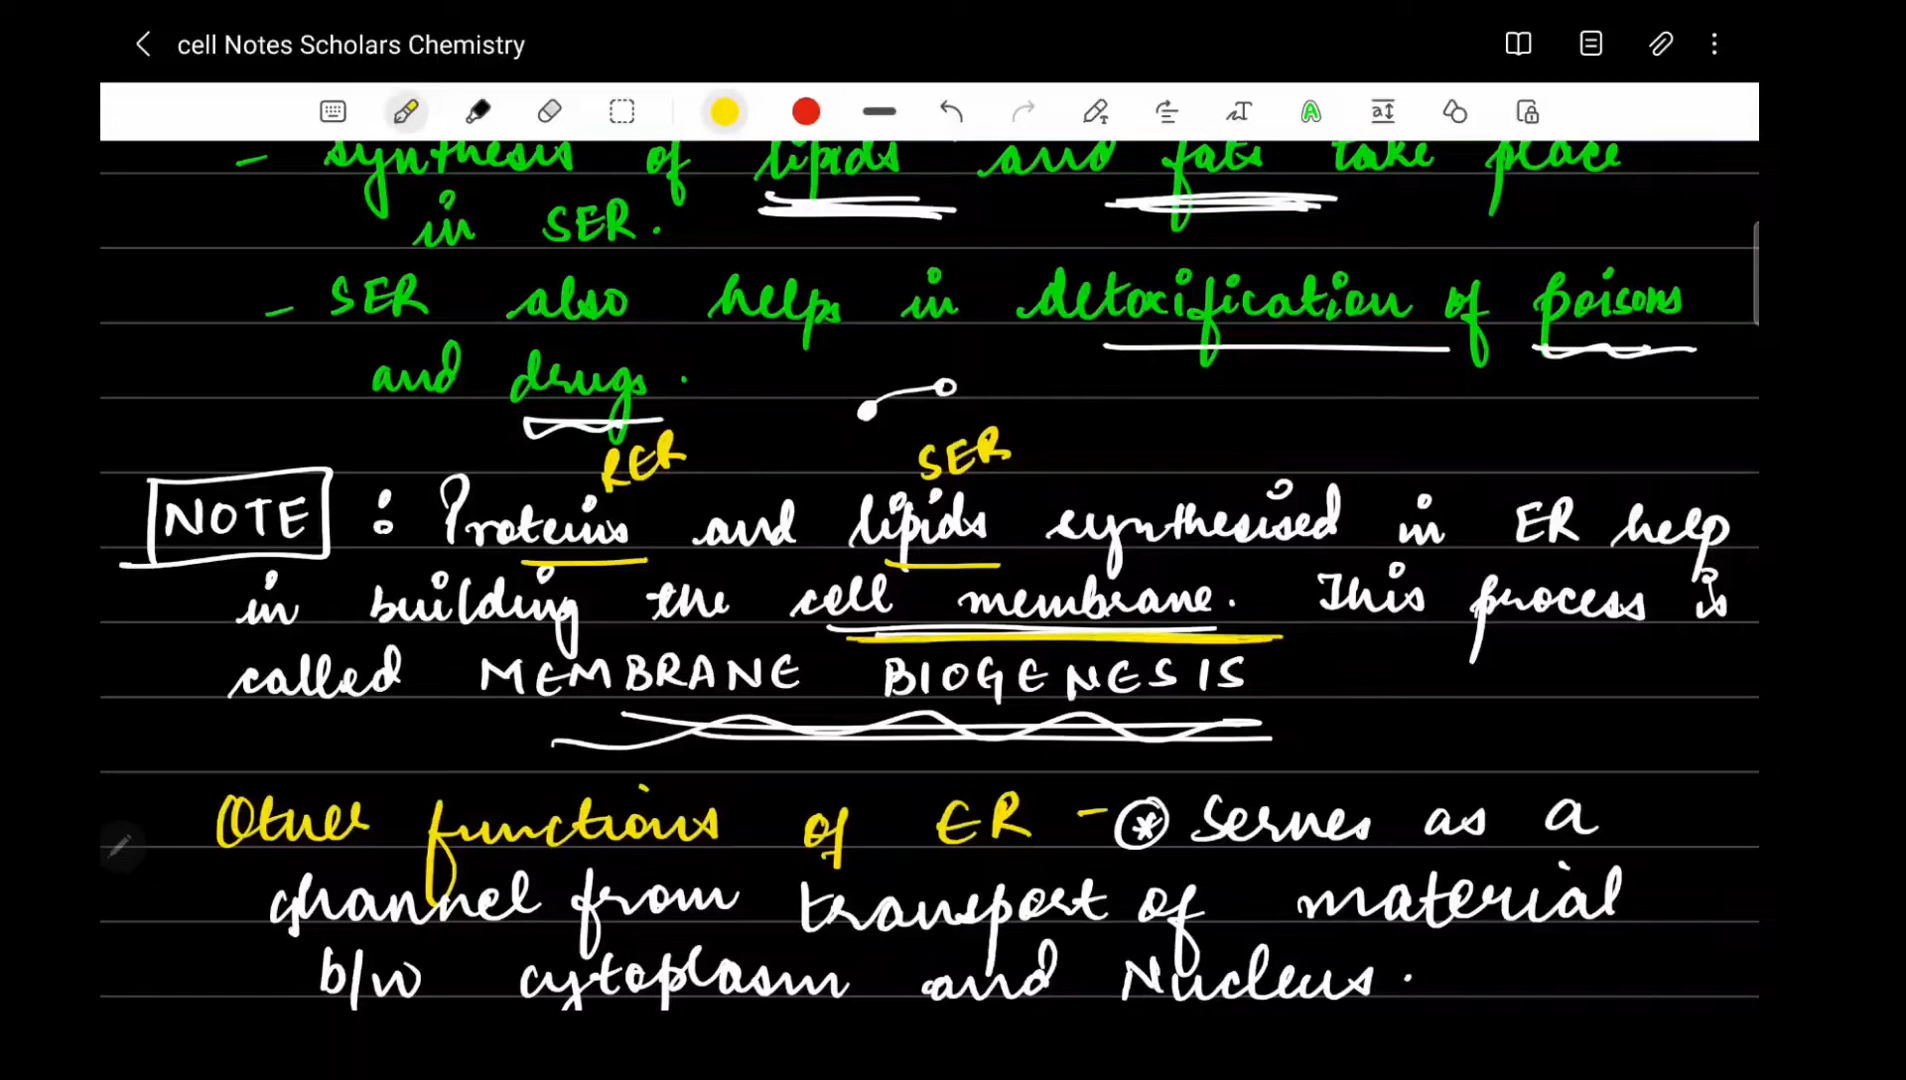 cell Notes Scholars Chemistry
- synthesis of lipids and fats take place
in SER.
- SER also helps in detoxification of poisons
and drugs.
RER SER
NOTE : Proteins and lipids synthesised in ER help
in building the cell membrane. This process is
called MEMBRANE BIOGENESIS
Other functions of ER - * Serves as a
channel from transport of material
b/w cytoplasm and Nucleus.